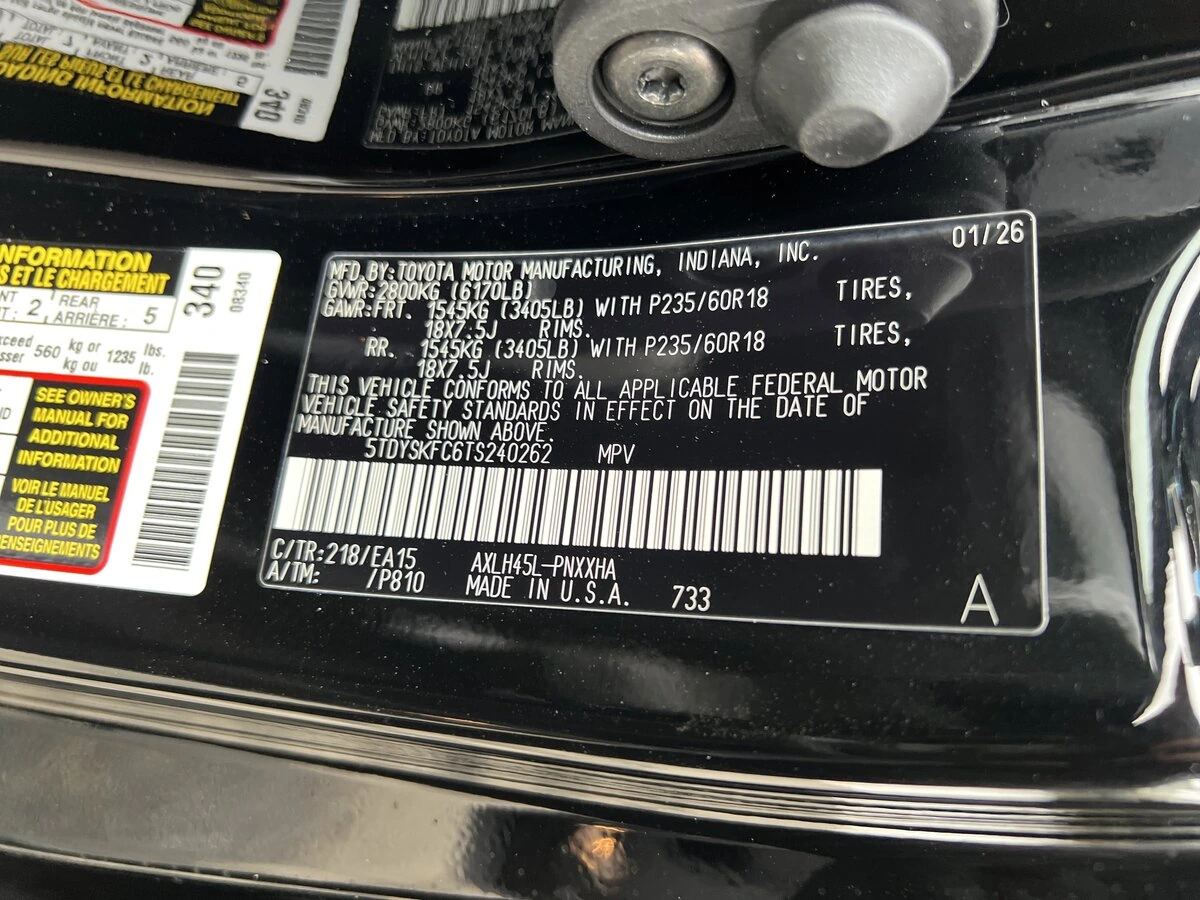 01/26
MFD.BY:TOYOTA MOTOR MANUFACTURING, INDIANA, INC.
GVWR:2800KG (6170LB)
GAWR:FRT. 1545KG (3405LB) WITH P235/60R18 TIRES,
18X7.5J RIMS.
RR. 1545KG (3405LB) WITH P235/60R18 TIRES,
18X7.5J RIMS.
THIS VEHICLE CONFORMS TO ALL APPLICABLE FEDERAL MOTOR
VEHICLE SAFETY STANDARDS IN EFFECT ON THE DATE OF
MANUFACTURE SHOWN ABOVE.
5TDYSKFC6TS240262 MPV
C/TR:218/EA15 AXLH45L-PNXXHA
A/TM: /P810 MADE IN U.S.A. 733
A
S ET LE CHARGEMENT
2 REAR
ARRIÈRE : 5
560 kg or 1235 lbs.
kg ou lb.
SEE OWNER'S
MANUAL FOR
ADDITIONAL
INFORMATION
VOIR LE MANUEL
DE L'USAGER
POUR PLUS DE
340
08340
340